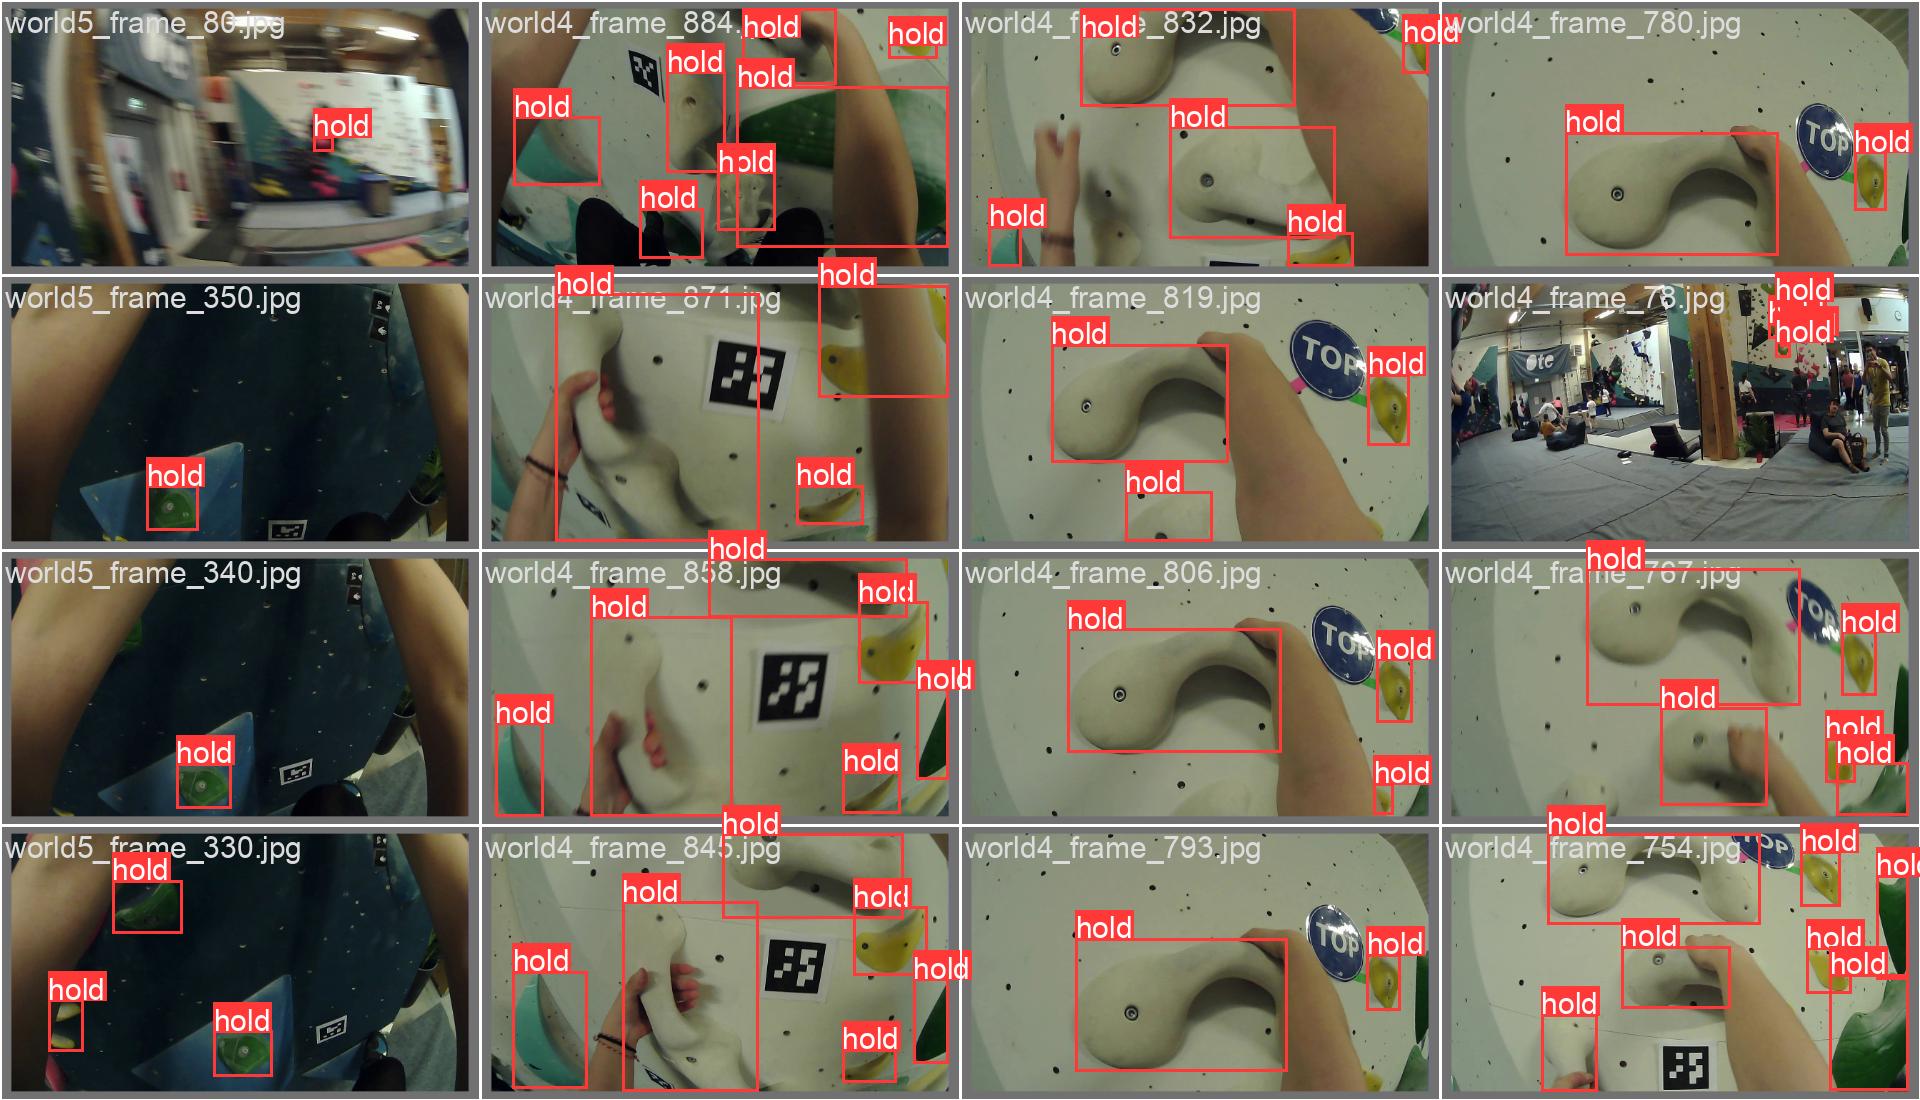 world5_frame_80.jpg
hold
world4_frame_884.
hold
hold
hold
hold
hold
hold
hold
world4_frame_832.jpg
hold
hold
hold
hold
hold
world4_frame_780.jpg
hold
hold
TOP
world5_frame_350.jpg
hold
world4_frame_871.jpg
hold
hold
hold
world4_frame_819.jpg
hold
hold
hold
TOP
world4_frame_78.jpg
hold
hold
ote
world5_frame_340.jpg
hold
world4_frame_858.jpg
hold
hold
hold
hold
hold
hold
world4_frame_806.jpg
hold
hold
hold
TOP
world4_frame_767.jpg
hold
hold
hold
hold
hold
TOP
world5_frame_330.jpg
hold
hold
hold
world4_frame_845.jpg
hold
hold
hold
hold
hold
hold
world4_frame_793.jpg
hold
hold
TOP
world4_frame_754.jpg
hold
hold
hold
hold
hold
hold
hold
TOP